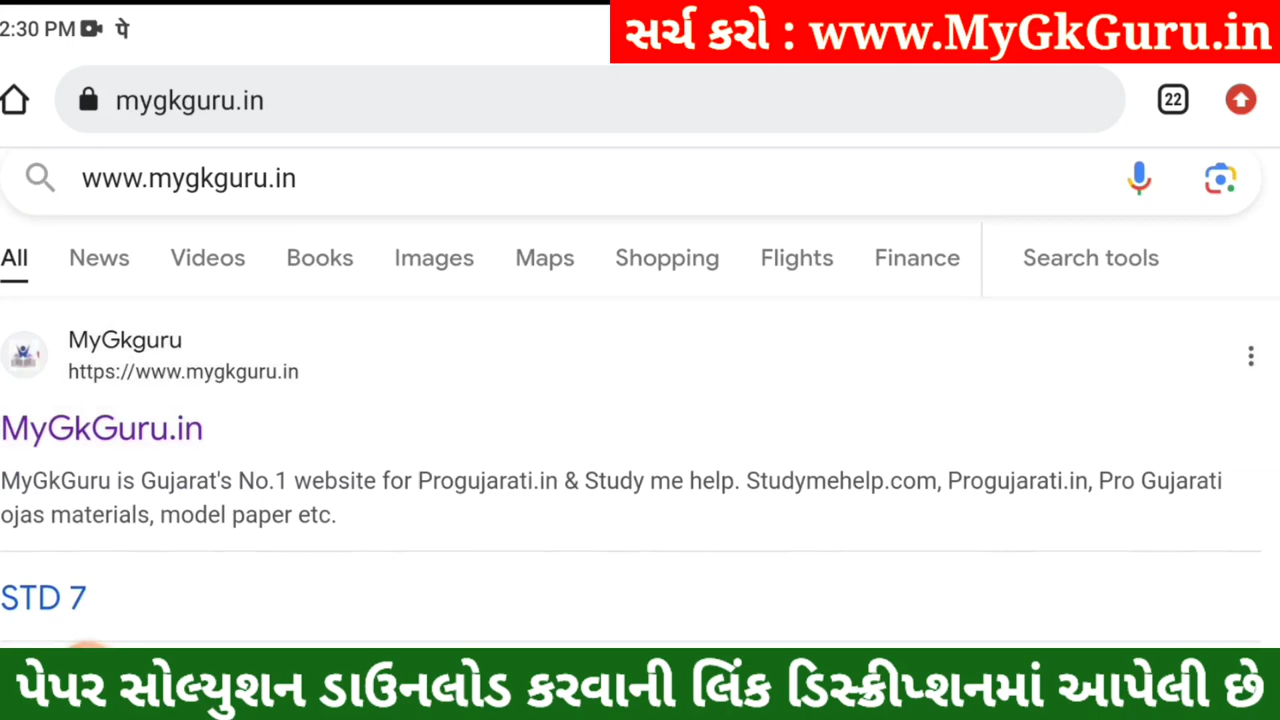 2:30 PM पे
સર્ચ કરો : www.MyGkGuru.in
mygkguru.in
22
www.mygkguru.in
All News Videos Books Images Maps Shopping Flights Finance Search tools
MyGkguru
https://www.mygkguru.in
MyGkGuru.in
MyGkGuru is Gujarat's No.1 website for Progujarati.in & Study me help. Studymehelp.com, Progujarati.in, Pro Gujarati
ojas materials, model paper etc.
STD 7
પેપર સોલ્યુશન ડાઉનલોડ કરવાની લિંક ડિસ્ક્રીપ્શનમાં આપેલી છે